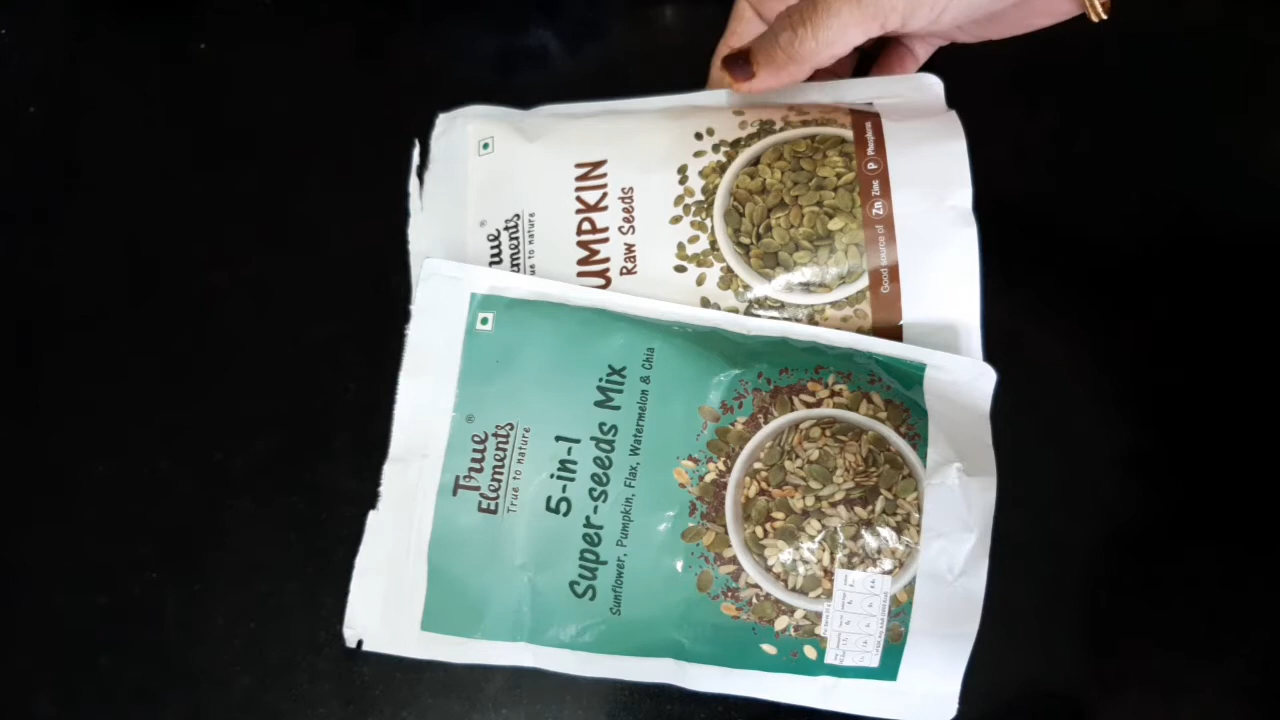 True
Elements®
True to nature
5-in-1
Super-seeds Mix
Sunflower, Pumpkin, Flax, Watermelon & Chia
rue®
ements
ue to nature
UMPKIN
Raw Seeds
Good source of Zn Zinc P Phosphorus